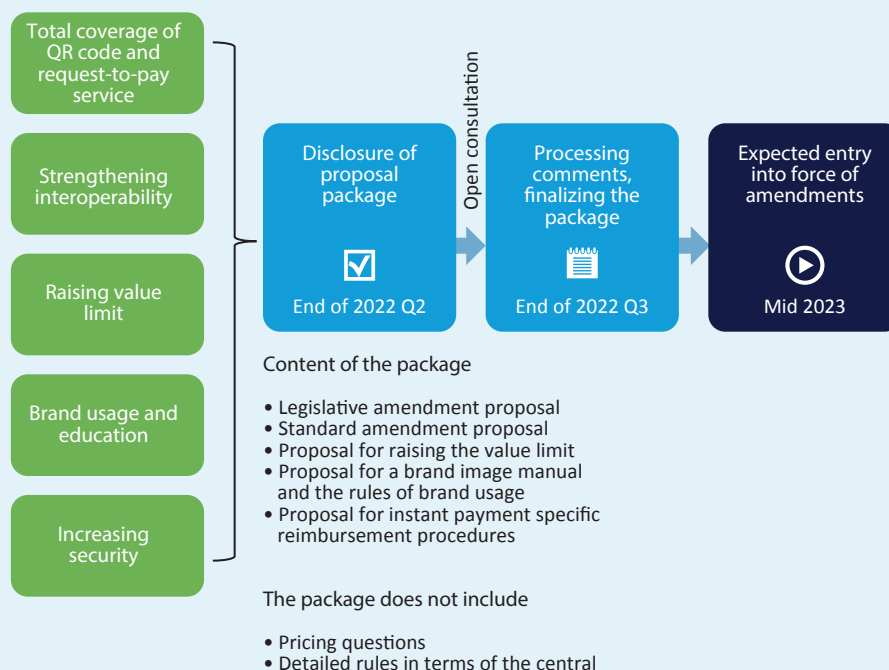 Total coverage of
QR code and
request-to-pay
service
Strengthening
interoperability
Raising value
limit
Brand usage and
education
Increasing
security
Disclosure of
proposal
package
End of 2022 Q2
Open consultation
Processing
comments,
finalizing the
package
End of 2022 Q3
Expected entry
into force of
amendments
Mid 2023
Content of the package
• Legislative amendment proposal
• Standard amendment proposal
• Proposal for raising the value limit
• Proposal for a brand image manual
and the rules of brand usage
• Proposal for instant payment specific
reimbursement procedures
The package does not include
• Pricing questions
• Detailed rules in terms of the central